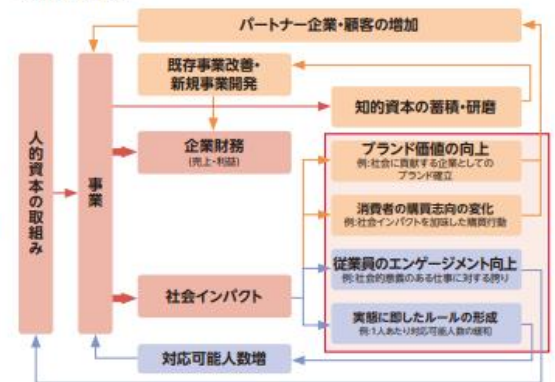 パートナー企業・顧客の増加
既存事業改善・
新規事業開発
知的資本の蓄積・研磨
人的資本の取組み
事業
企業財務
(売上・利益)
ブランド価値の向上
例:社会に貢献する企業としての
ブランド確立
消費者の購買志向の変化
例:社会インパクトを加味した購買行動
従業員のエンゲージメント向上
例:社会的意義のある仕事に対する誇り
社会インパクト
実態に即したルールの形成
例:1人あたり対応可能人数の緩和
対応可能人数増